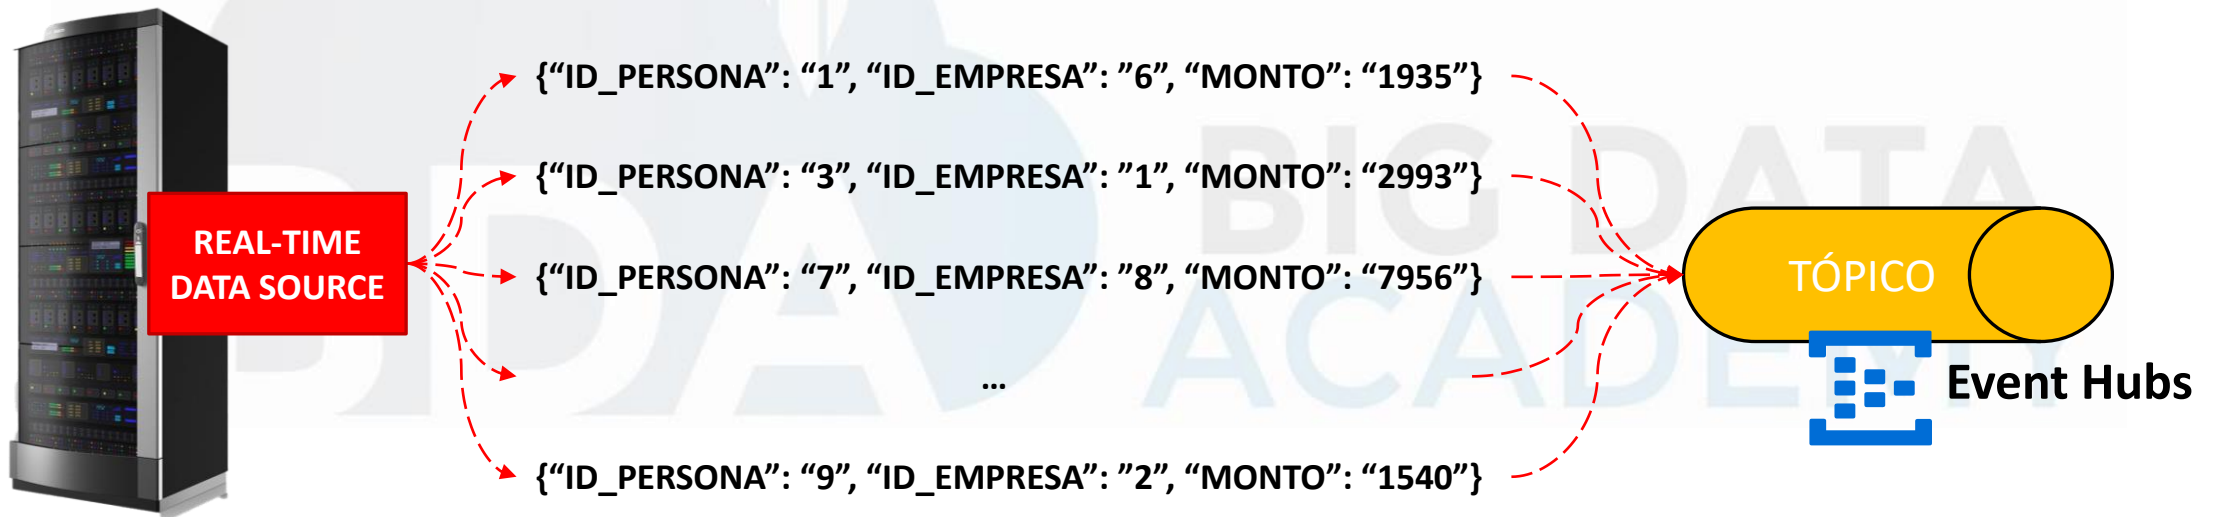 {“ID_PERSONA”: “1”, “ID_EMPRESA”: ”6”, “MONTO”: “1935”}
{“ID_PERSONA”: “3”, “ID_EMPRESA”: ”1”, “MONTO”: “2993”}
REAL-TIME
DATA SOURCE
{“ID_PERSONA”: “7”, “ID_EMPRESA”: ”8”, “MONTO”: “7956”}
...
{“ID_PERSONA”: “9”, “ID_EMPRESA”: ”2”, “MONTO”: “1540”}
TÓPICO
Event Hubs
BDA
BIG DATA
ACADEMY